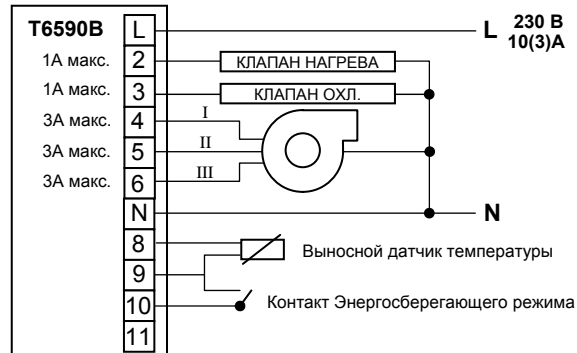 T6590B L L 230 В
10(3)A
1А макс. 2 КЛАПАН НАГРЕВА
1А макс. 3 КЛАПАН ОХЛ.
3А макс. 4 I
3А макс. 5 II
3А макс. 6 III
N N
8 Выносной датчик температуры
9
10 Контакт Энергосберегающего режима
11